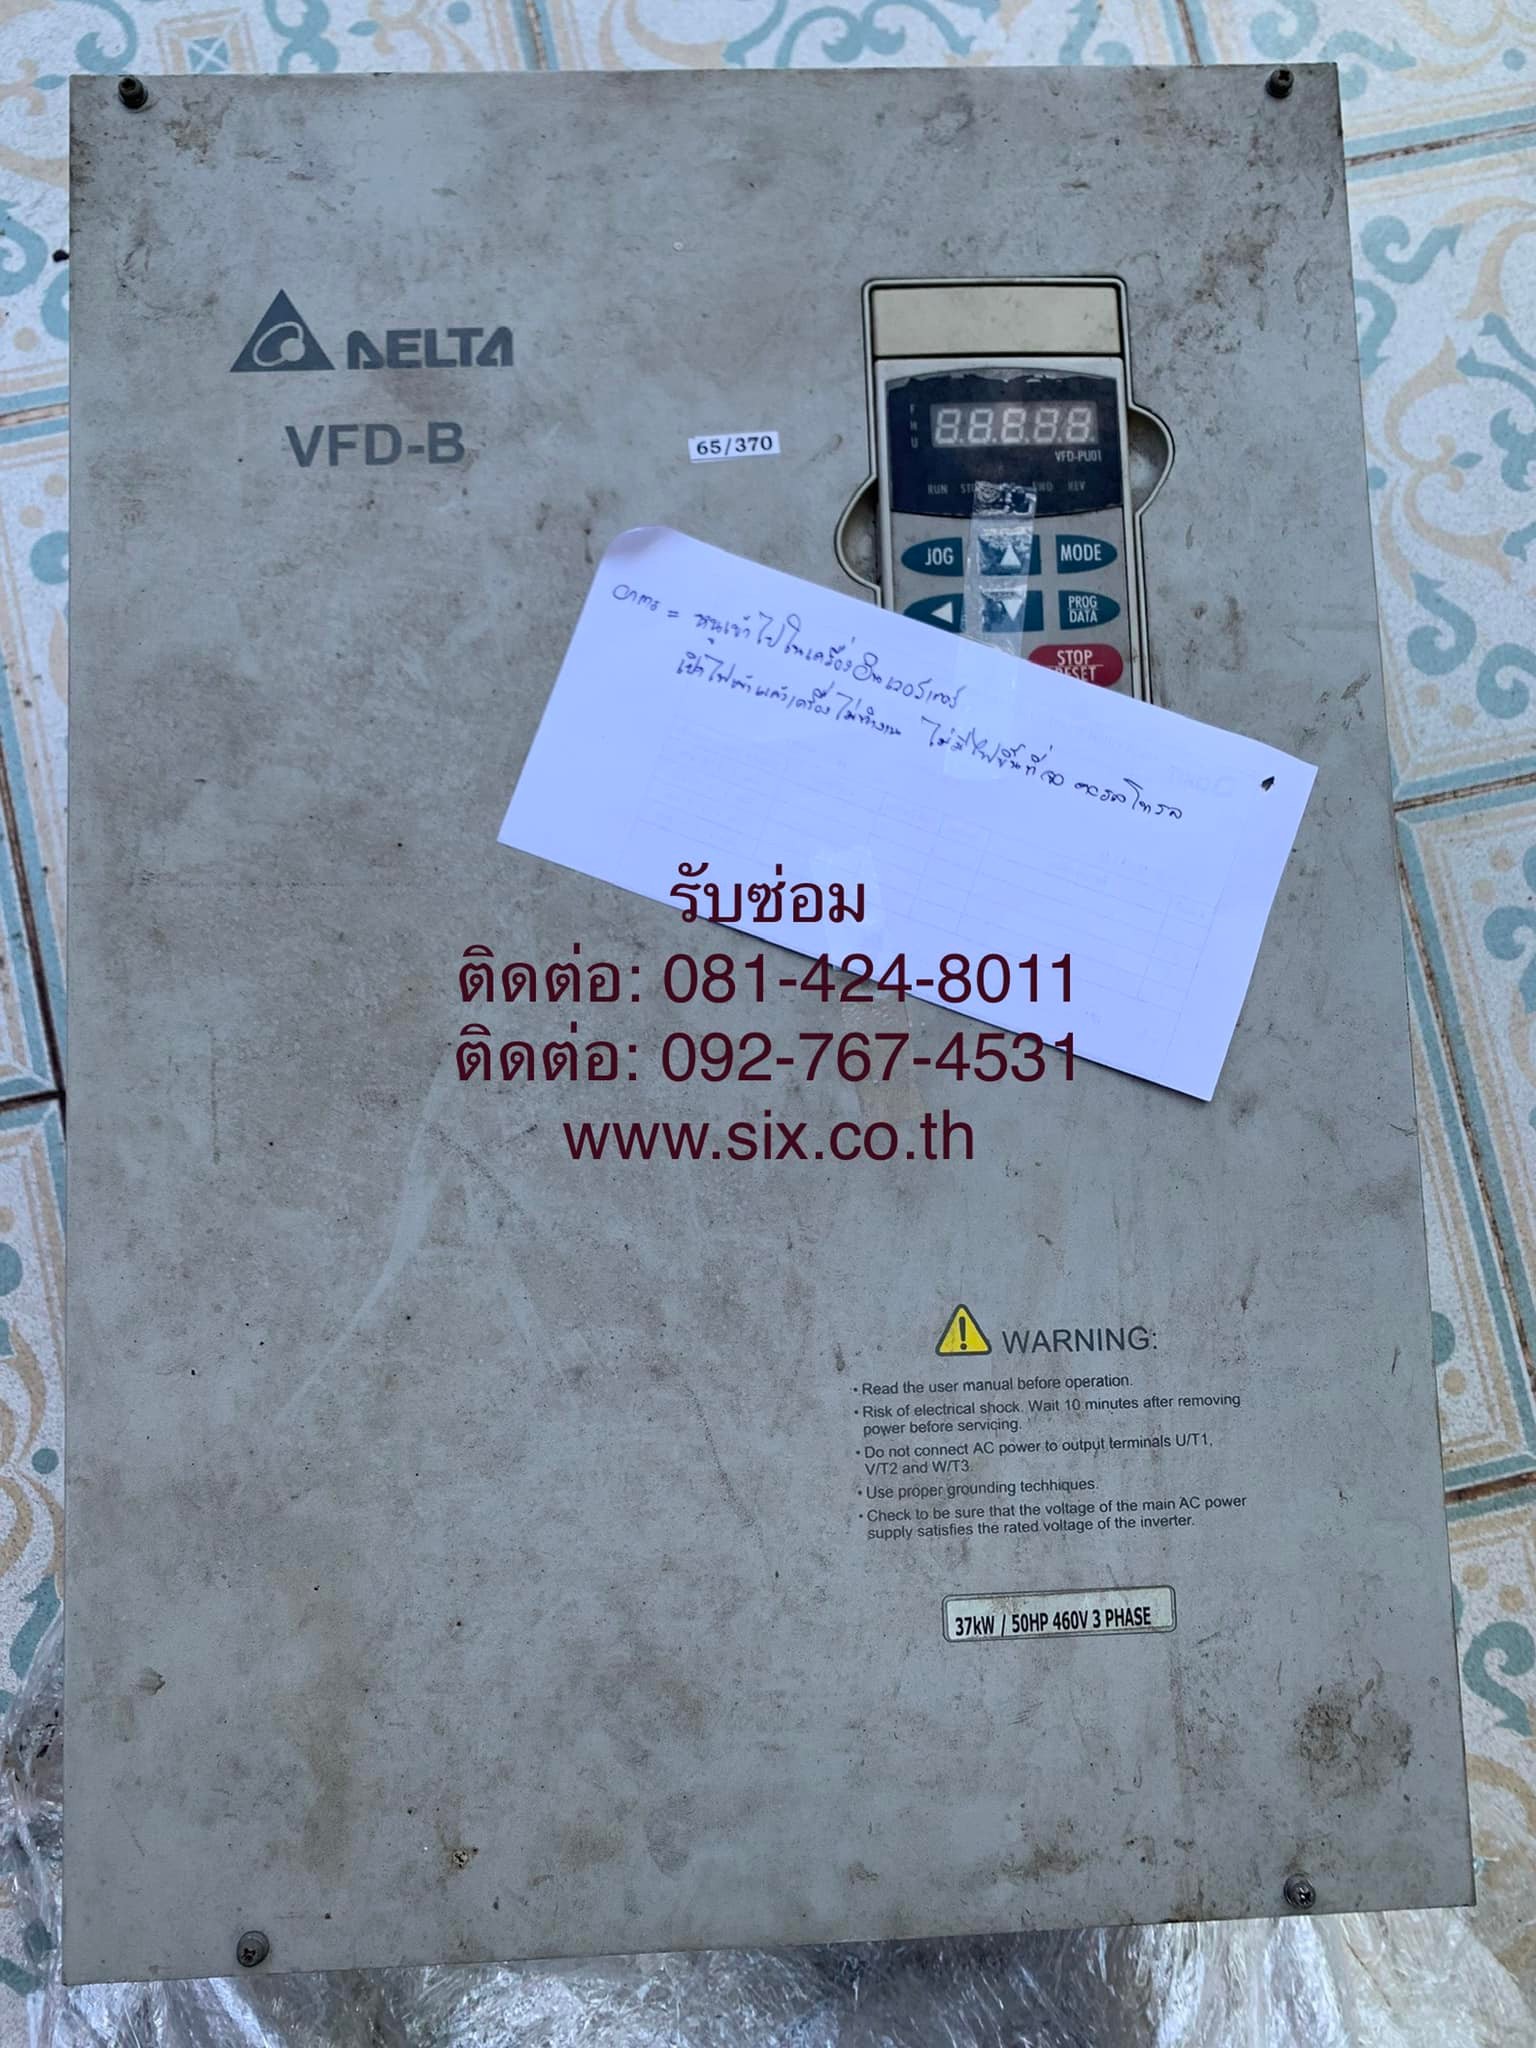 DELTA
VFD-B
65/370
F
H
U
8.8.8.8.8
VFD-PU01
RUN
FWD REV
JOG
MODE
PROG
DATA
STOP
RESET
อาการ = หนูเข้าไปในเครื่องอินเวอร์เตอร์
เปิดไฟเข้าแล้วเครื่องไม่ทำงาน ไม่มีไฟขึ้นที่จอ
รับซ่อม
ติดต่อ: 081-424-8011
ติดต่อ: 092-767-4531
www.six.co.th
WARNING:
• Read the user manual before operation.
• Risk of electrical shock. Wait 10 minutes after removing
power before servicing.
• Do not connect AC power to output terminals U/T1,
V/T2 and W/T3.
• Use proper grounding techhiques.
• Check to be sure that the voltage of the main AC power
supply satisfies the rated voltage of the inverter.
37kW / 50HP 460V 3 PHASE